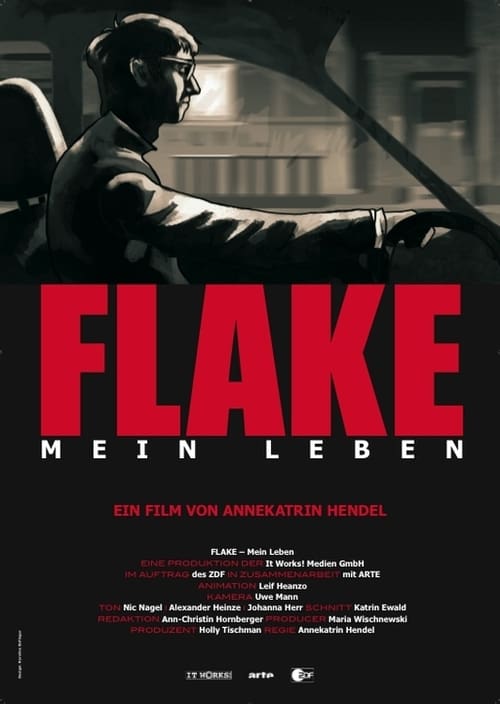 FLAKE
MEIN LEBEN
EIN FILM VON ANNEKATRIN HENDEL
FLAKE – Mein Leben
EINE PRODUKTION DER It Works! Medien GmbH
IM AUFTRAG des ZDF IN ZUSAMMENARBEIT mit ARTE
ANIMATION Leif Heanzo
KAMERA Uwe Mann
TON Nic Nagel | Alexander Heinze | Johanna Herr SCHNITT Katrin Ewald
REDAKTION Ann-Christin Hornberger PRODUCER Maria Wischnewski
PRODUZENT Holly Tischman REGIE Annekatrin Hendel
IT WORKS! arte ZDF